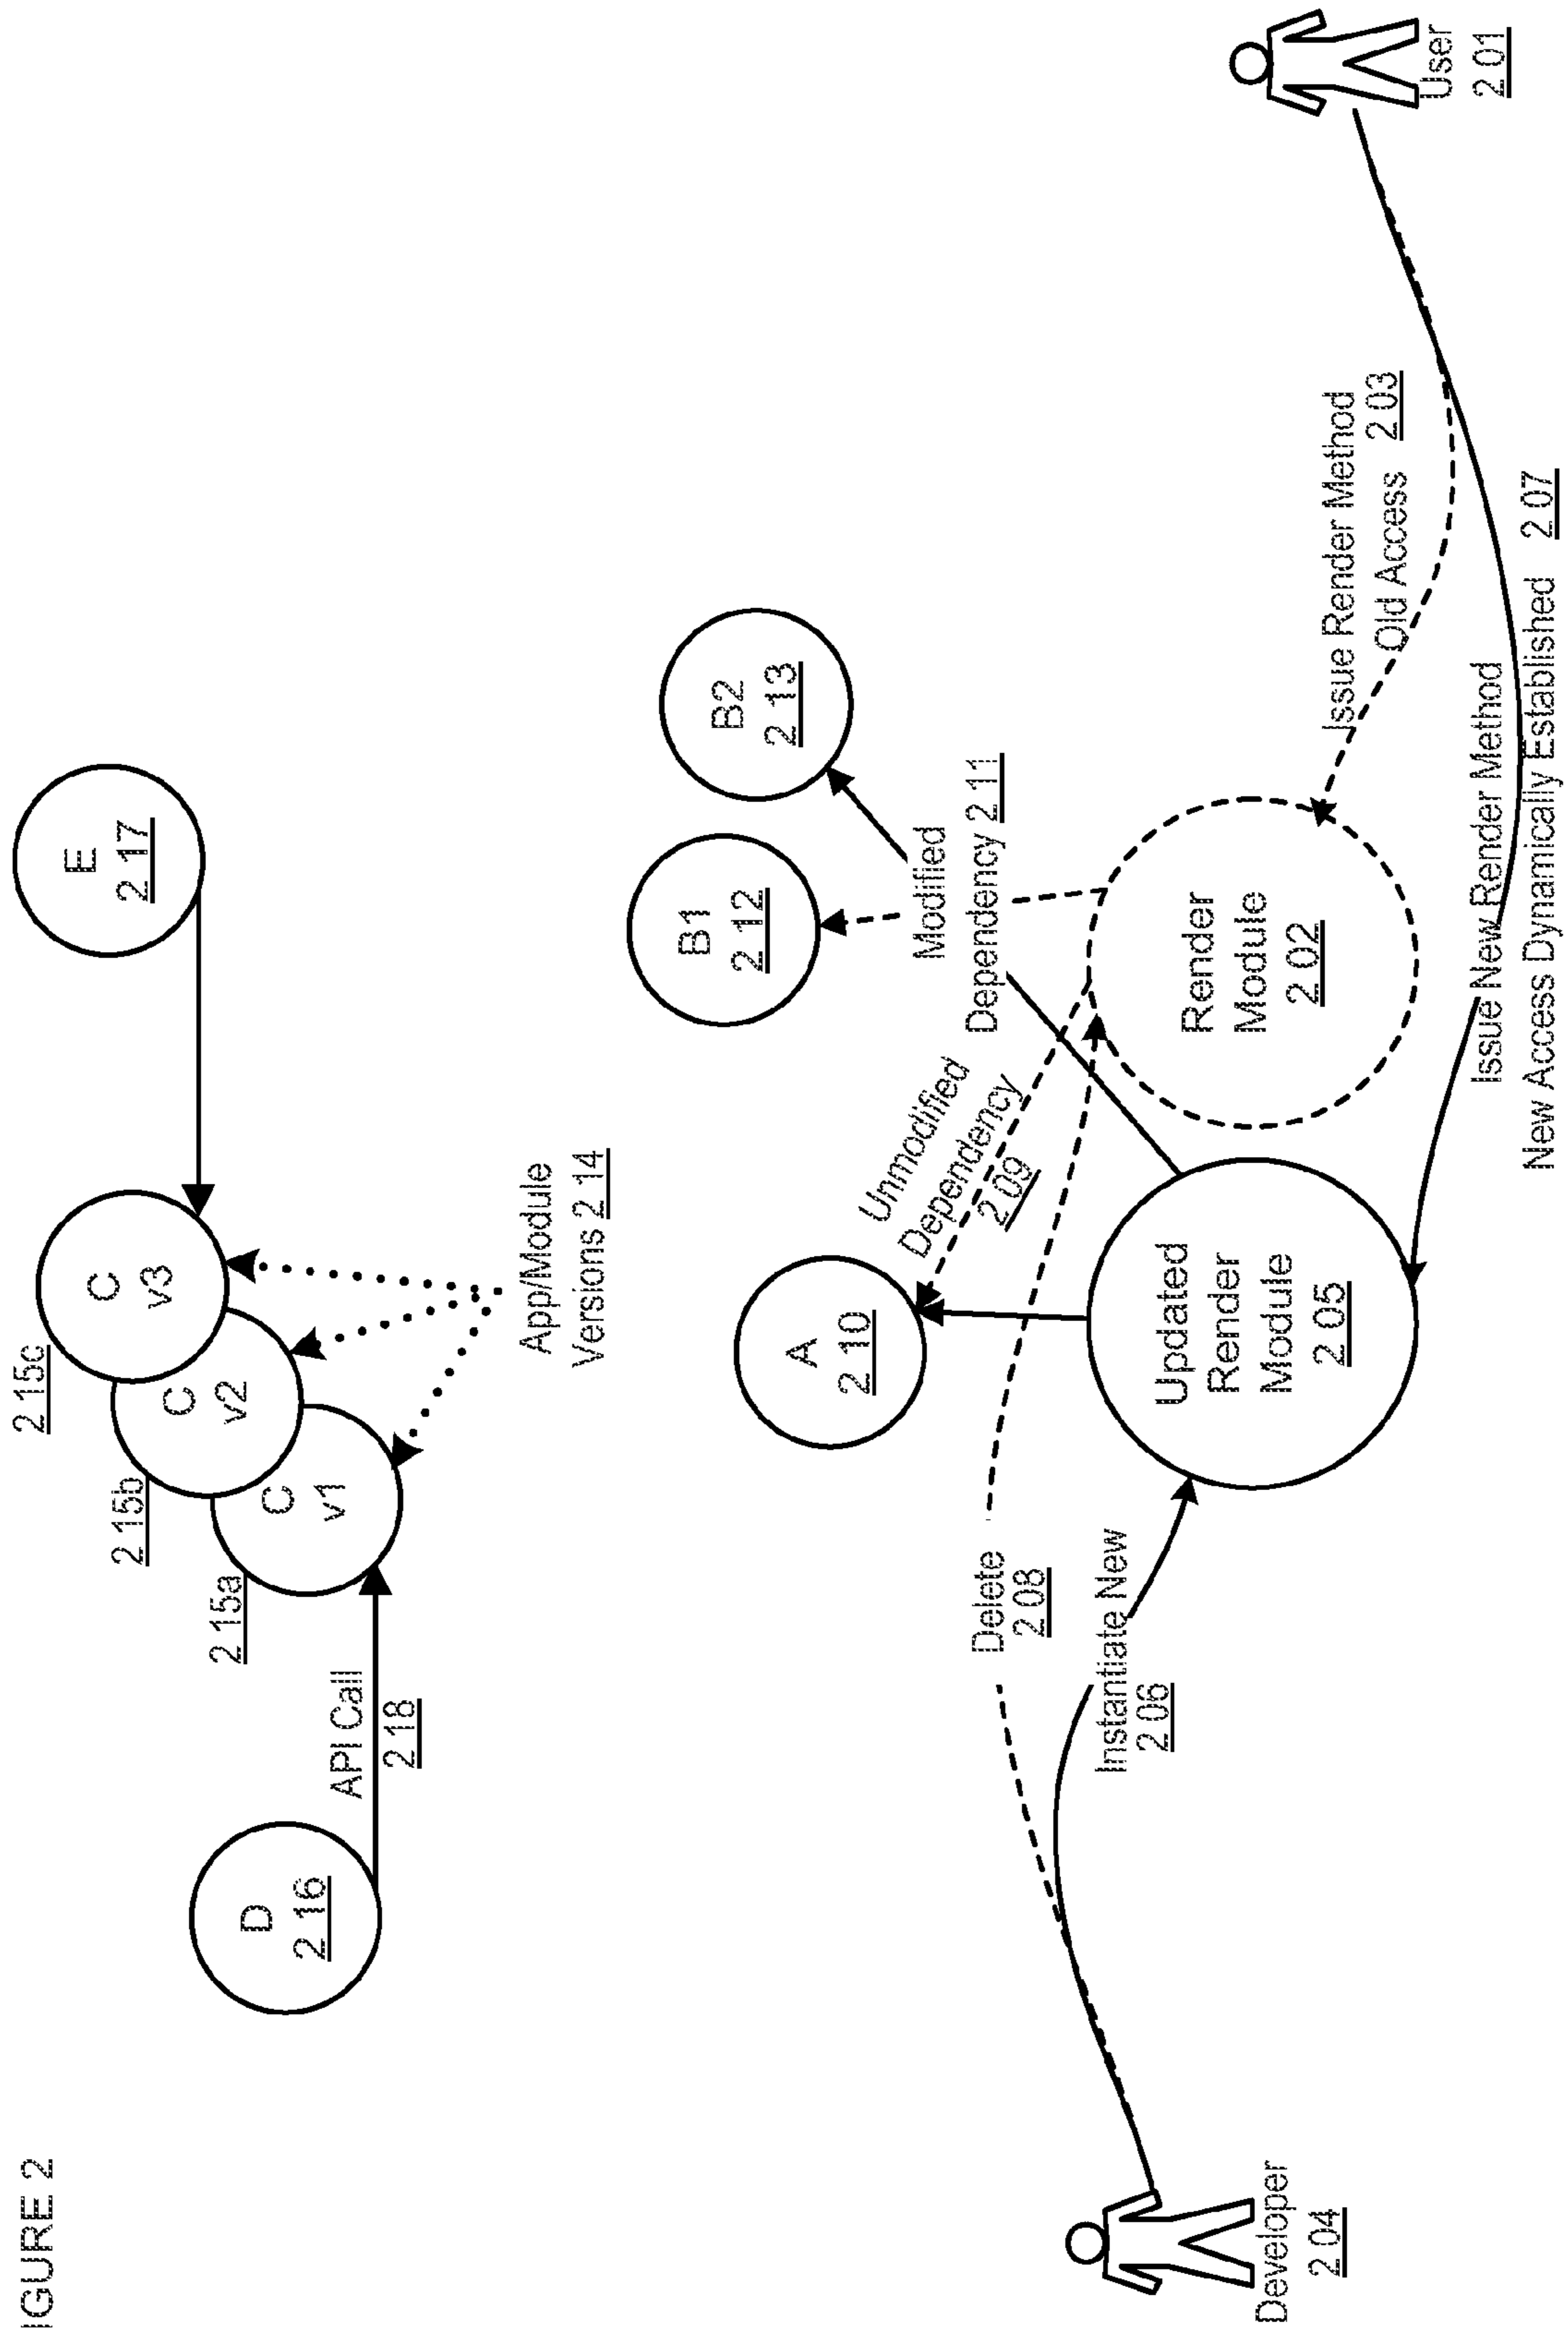 IGURE 2
2 15c
C
v3
2 15b
C
v2
2 15a
C
v1
E
2 17
D
2 16
API Call
2 18
App/Module
Versions 2 14
B2
2 13
B1
2 12
A
2 10
Modified
Dependency 2 11
Unmodified
Dependency
2 09
Delete
2 08
Instantiate New
2 06
Updated
Render
Module
2 05
Render
Module
2 02
Issue Render Method
Old Access 2 03
Issue New Render Method
New Access Dynamically Established 2 07
Developer
2 04
User
2 01